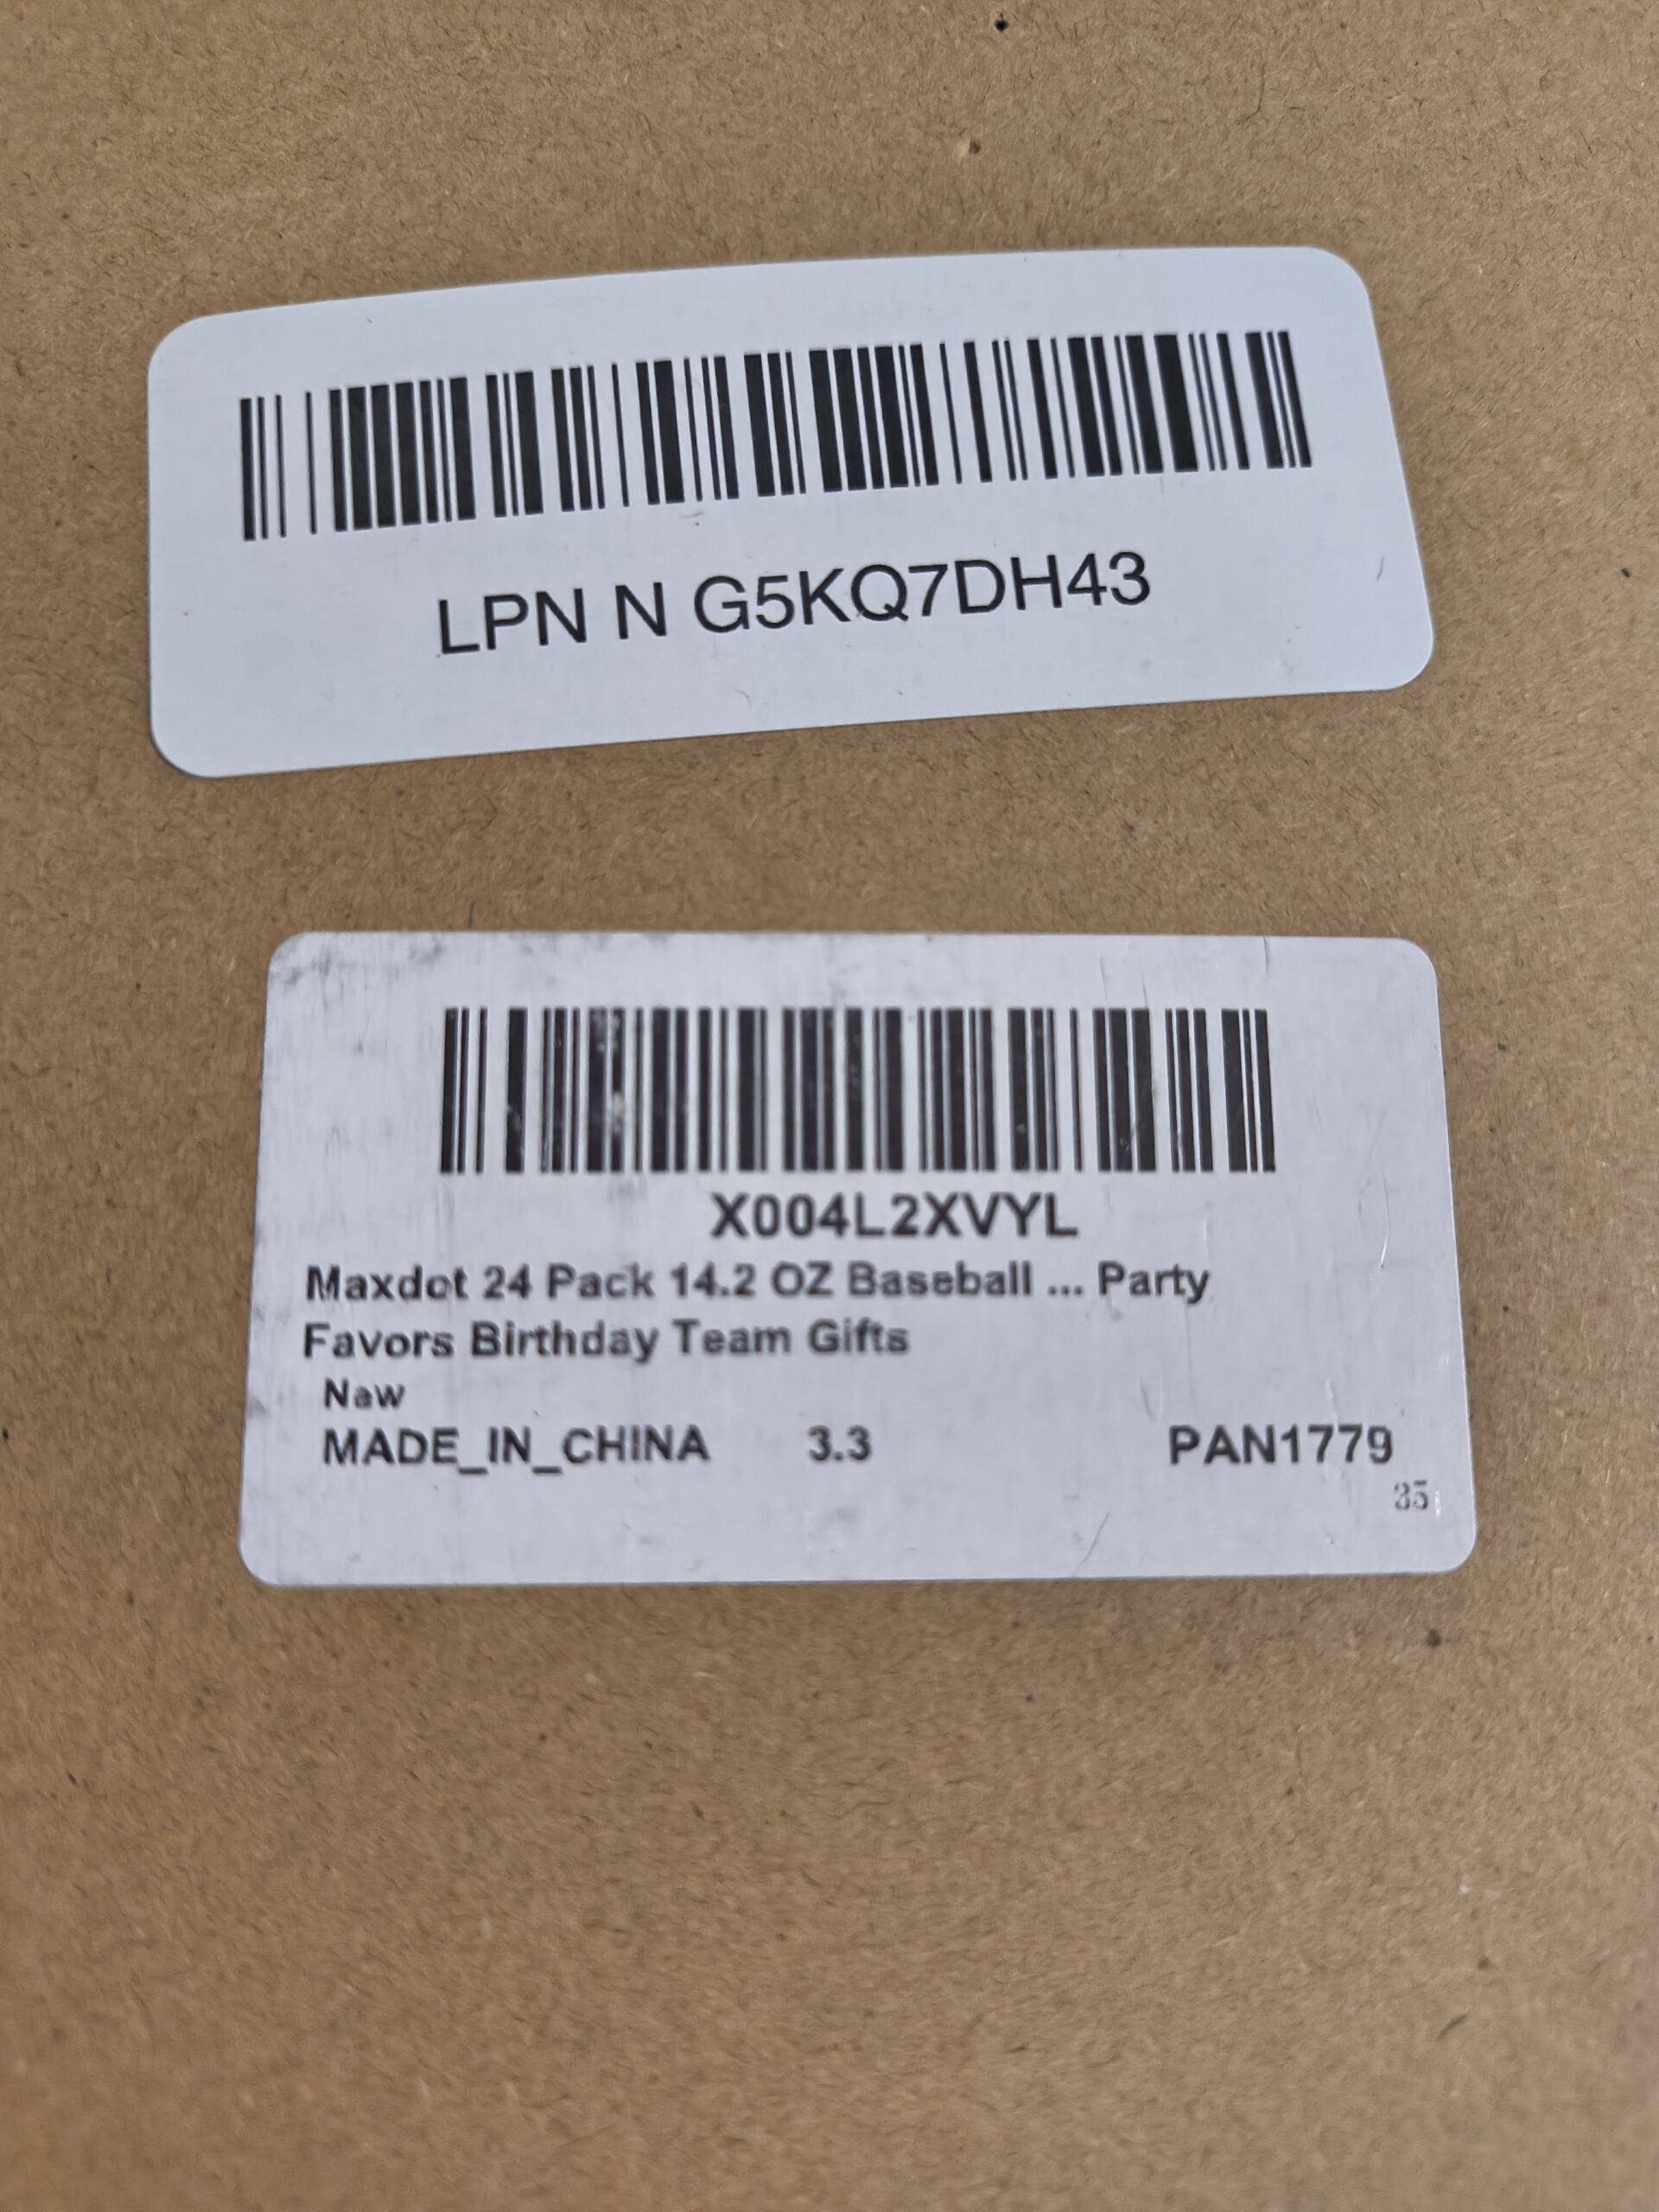 LPN N G5KQ7DH43
X004L2XVYL
Maxdot 24 Pack 14.2 OZ Baseball ... Party
Favors Birthday Team Gifts
New
MADE_IN_CHINA 3.3 PAN1779
35